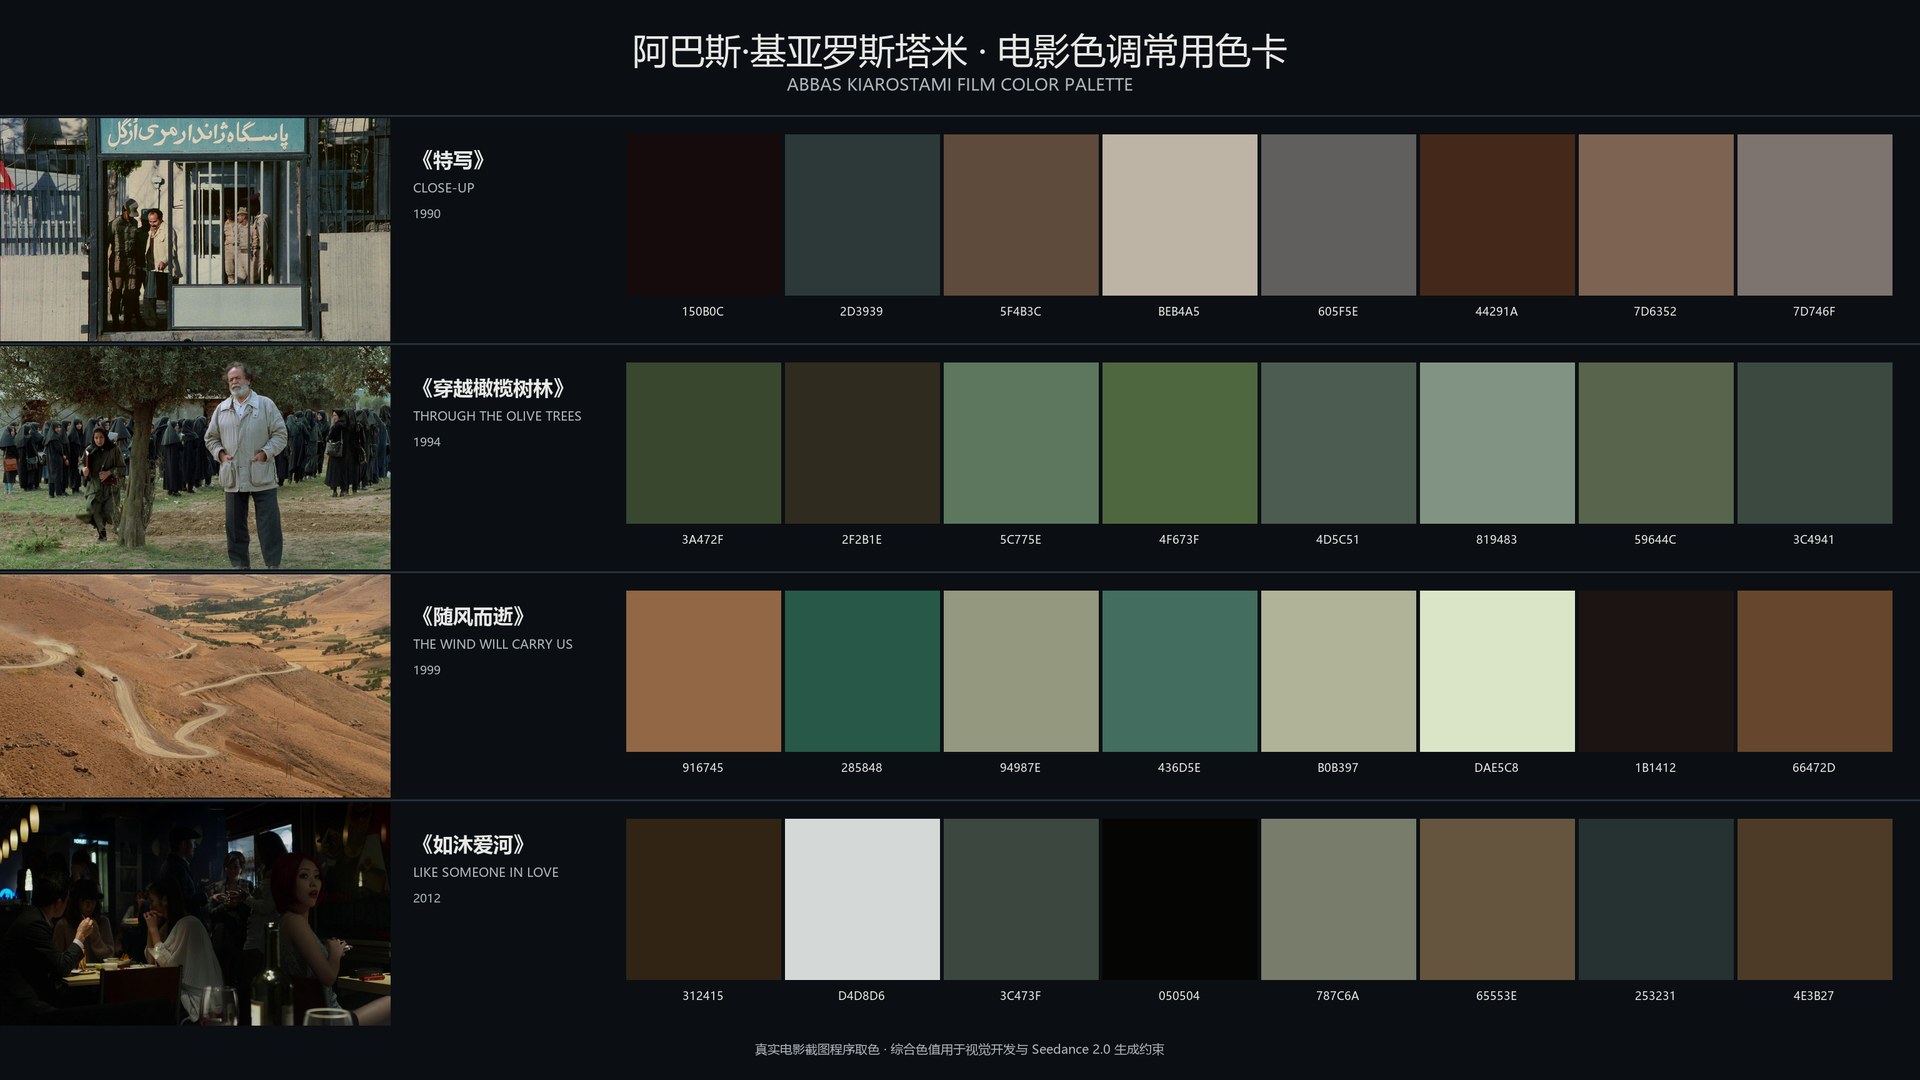 阿巴斯·基亚罗斯塔米 · 电影色调常用色卡
ABBAS KIAROSTAMI FILM COLOR PALETTE
پاسگاه ژاندارمری ازگل
《特写》
CLOSE-UP
1990
150B0C 2D3939 5F4B3C BEB4A5 605F5E 44291A 7D6352 7D746F
《穿越橄榄树林》
THROUGH THE OLIVE TREES
1994
3A472F 2F2B1E 5C775E 4F673F 4D5C51 819483 59644C 3C4941
《随风而逝》
THE WIND WILL CARRY US
1999
916745 285848 94987E 436D5E B0B397 DAE5C8 1B1412 66472D
《如沐爱河》
LIKE SOMEONE IN LOVE
2012
312415 D4D8D6 3C473F 050504 787C6A 65553E 253231 4E3B27
真实电影截图程序取色 · 综合色值用于视觉开发与 Seedance 2.0 生成约束